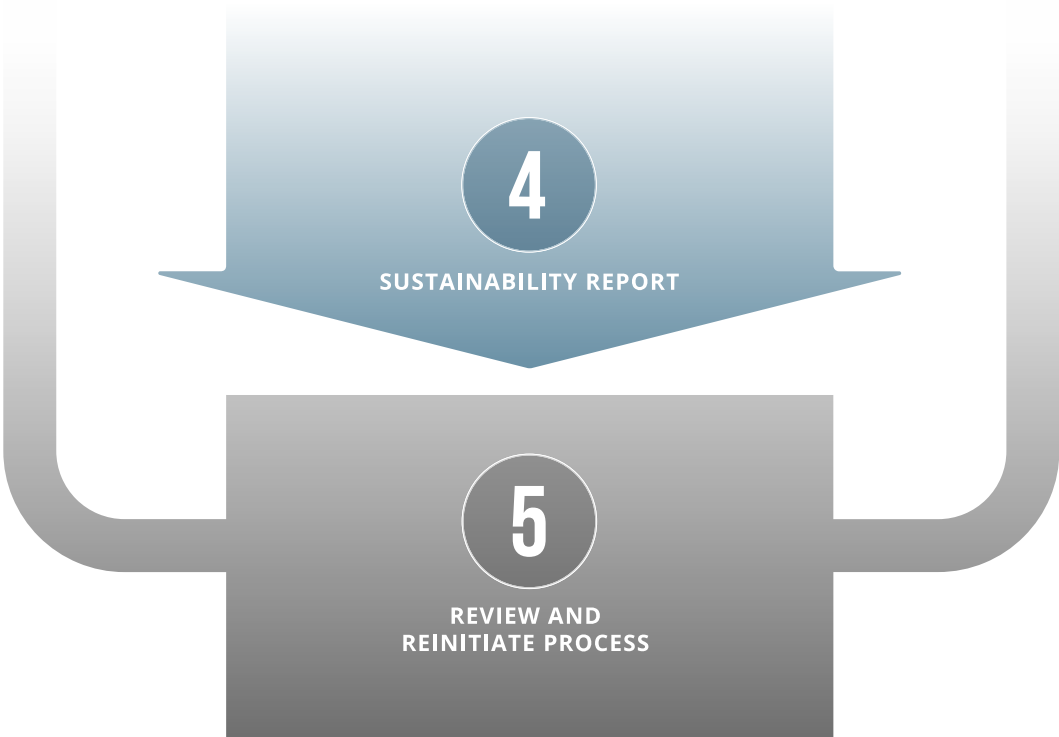 4
SUSTAINABILITY REPORT
5
REVIEW AND
REINITIATE PROCESS